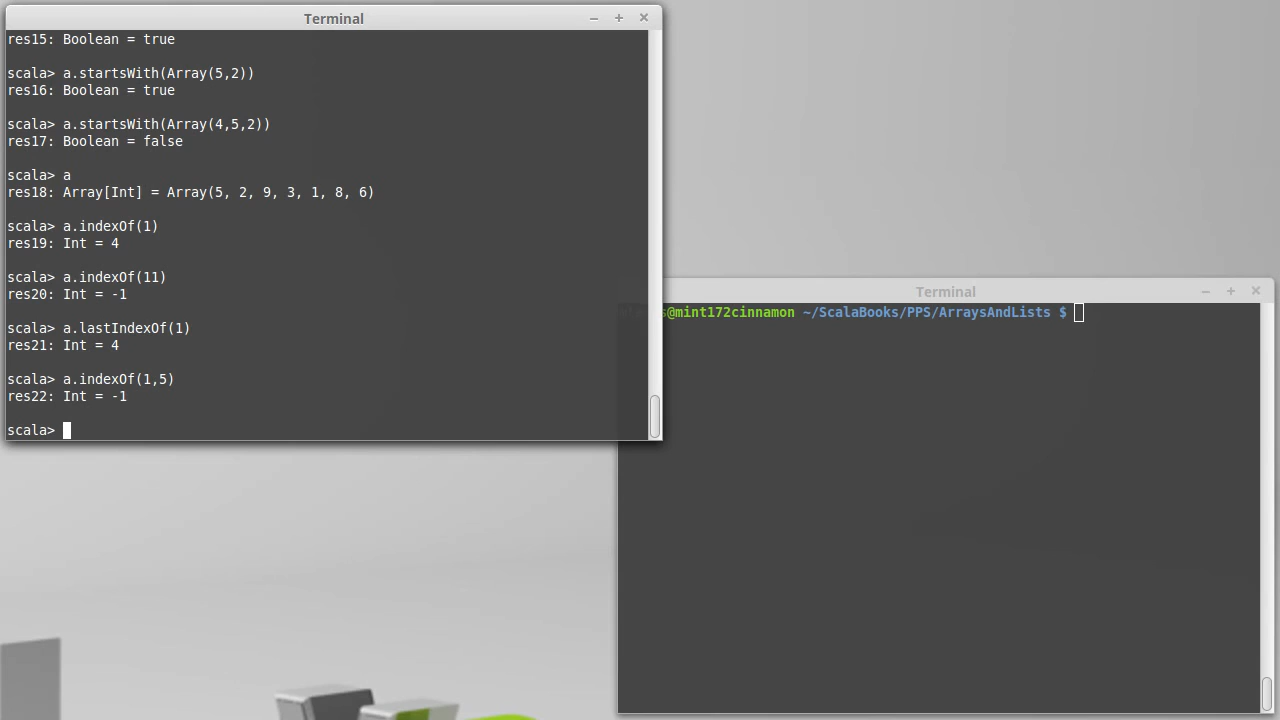 Terminal
res15: Boolean = true
scala> a.startsWith(Array(5,2))
res16: Boolean = true
scala> a.startsWith(Array(4,5,2))
res17: Boolean = false
scala> a
res18: Array[Int] = Array(5, 2, 9, 3, 1, 8, 6)
scala> a.indexOf(1)
res19: Int = 4
scala> a.indexOf(11)
res20: Int = -1
scala> a.lastIndexOf(1)
res21: Int = 4
scala> a.indexOf(1,5)
res22: Int = -1
scala>
Terminal
s@mint172cinnamon ~/ScalaBooks/PPS/ArraysAndLists $